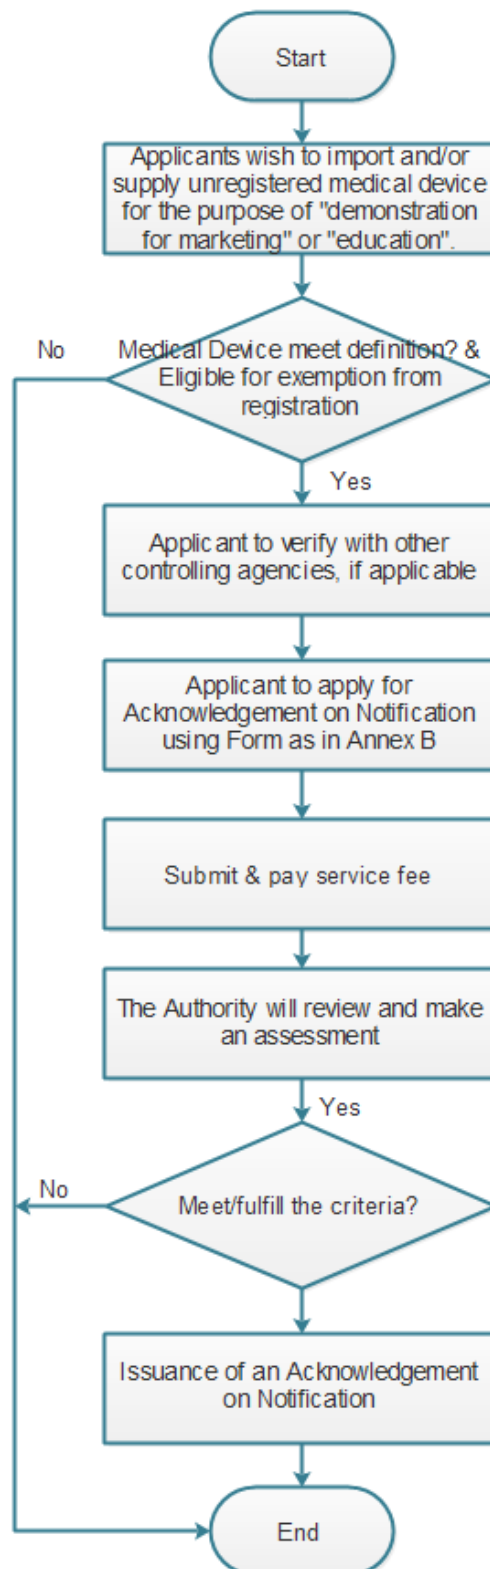 Start
Applicants wish to import and/or
supply unregistered medical device
for the purpose of "demonstration
for marketing" or "education".
No
Medical Device meet definition? &
Eligible for exemption from
registration
Yes
Applicant to verify with other
controlling agencies, if applicable
Applicant to apply for
Acknowledgement on Notification
using Form as in Annex B
Submit & pay service fee
The Authority will review and make
an assessment
Yes
No
Meet/fulfill the criteria?
Issuance of an Acknowledgement
on Notification
End